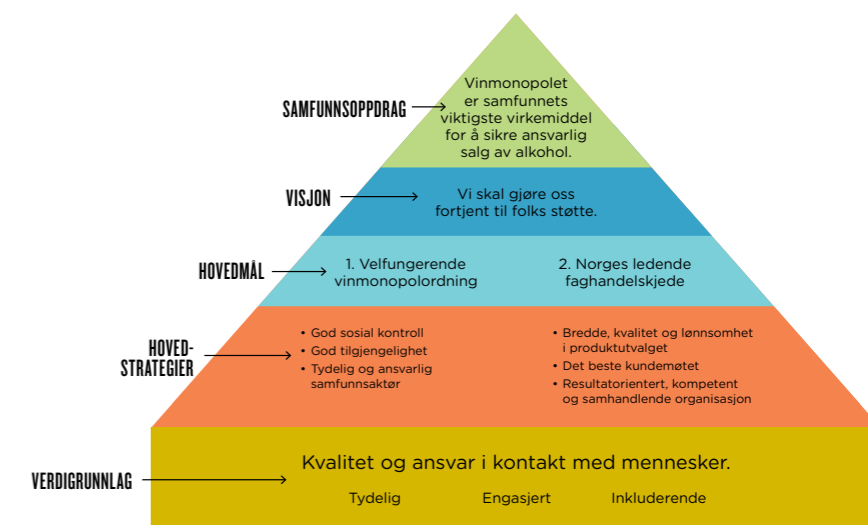 SAMFUNNSOPPDRAG
Vinmonopolet
er samfunnets
viktigste virkemiddel
for å sikre ansvarlig
salg av alkohol.
VISJON
Vi skal gjøre oss
fortjent til folks støtte.
HOVEDMÅL
1. Velfungerende
vinmonopolordning
2. Norges ledende
faghandelskjede
HOVED-
STRATEGIER
• God sosial kontroll
• God tilgjengelighet
• Tydelig og ansvarlig
samfunnsaktør
• Bredde, kvalitet og lønnsomhet
i produktutvalget
• Det beste kundemøtet
• Resultatorientert, kompetent
og samhandlende organisasjon
VERDIGRUNNLAG
Kvalitet og ansvar i kontakt med mennesker.
Tydelig Engasjert Inkluderende